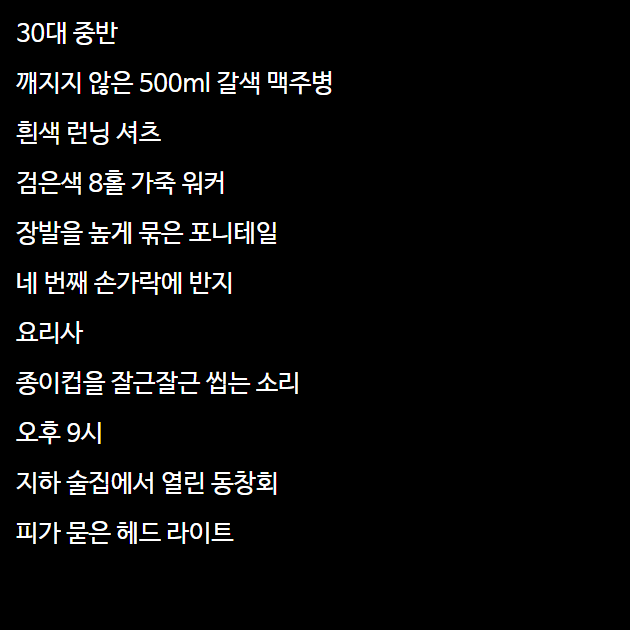 30대 중반
깨지지 않은 500ml 갈색 맥주병
흰색 런닝 셔츠
검은색 8홀 가죽 워커
장발을 높게 묶은 포니테일
네 번째 손가락에 반지
요리사
종이컵을 잘근잘근 씹는 소리
오후 9시
지하 술집에서 열린 동창회
피가 묻은 헤드 라이트